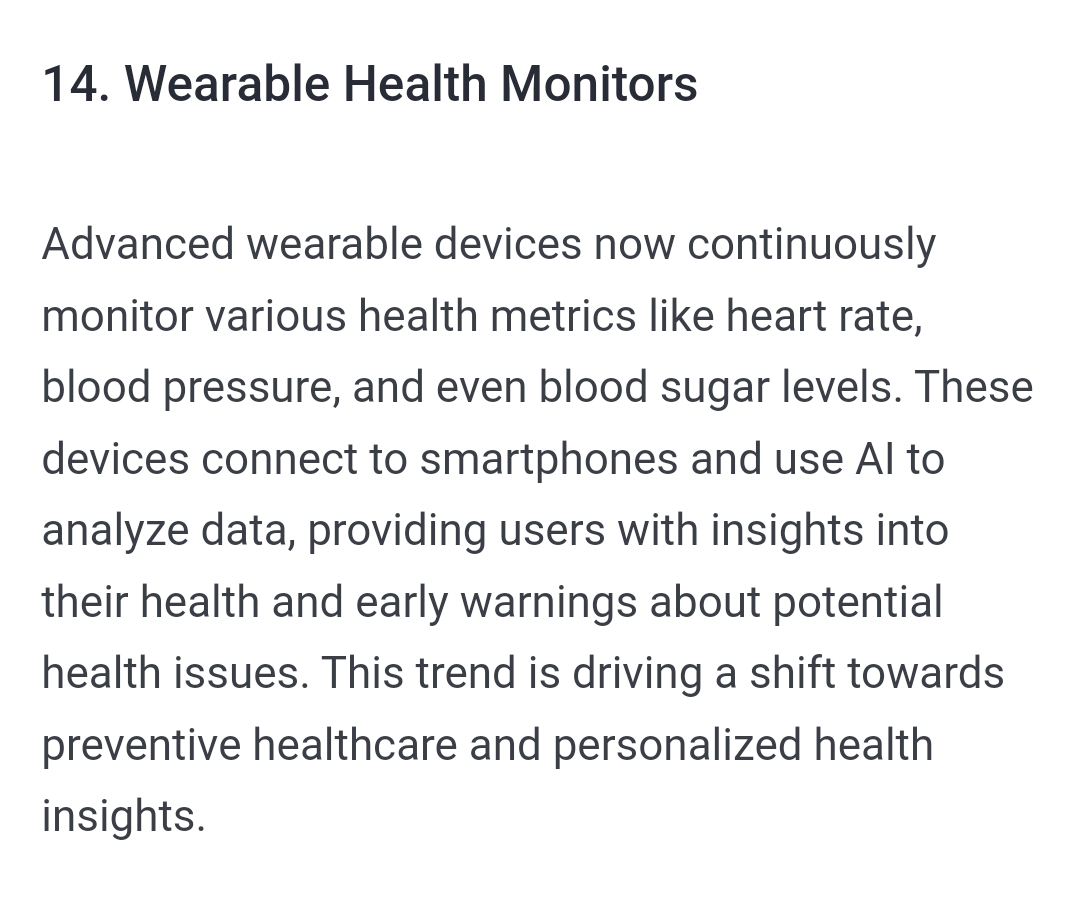 14. Wearable Health Monitors
Advanced wearable devices now continuously
monitor various health metrics like heart rate,
blood pressure, and even blood sugar levels. These
devices connect to smartphones and use AI to
analyze data, providing users with insights into
their health and early warnings about potential
health issues. This trend is driving a shift towards
preventive healthcare and personalized health
insights.